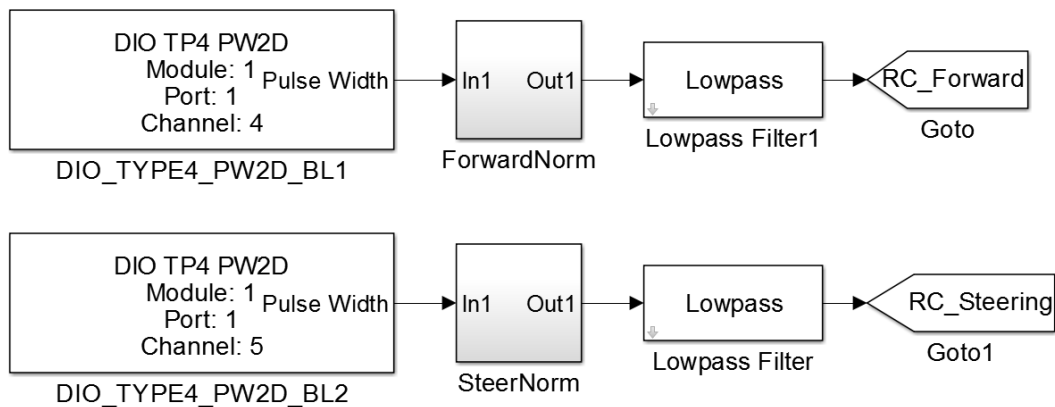 DIO TP4 PW2D
Module: 1
Pulse Width
Port: 1
Channel: 4
DIO_TYPE4_PW2D_BL1
In1
Out1
ForwardNorm
Lowpass
Lowpass Filter1
RC_Forward
Goto
DIO TP4 PW2D
Module: 1
Pulse Width
Port: 1
Channel: 5
DIO_TYPE4_PW2D_BL2
In1
Out1
SteerNorm
Lowpass
Lowpass Filter
RC_Steering
Goto1